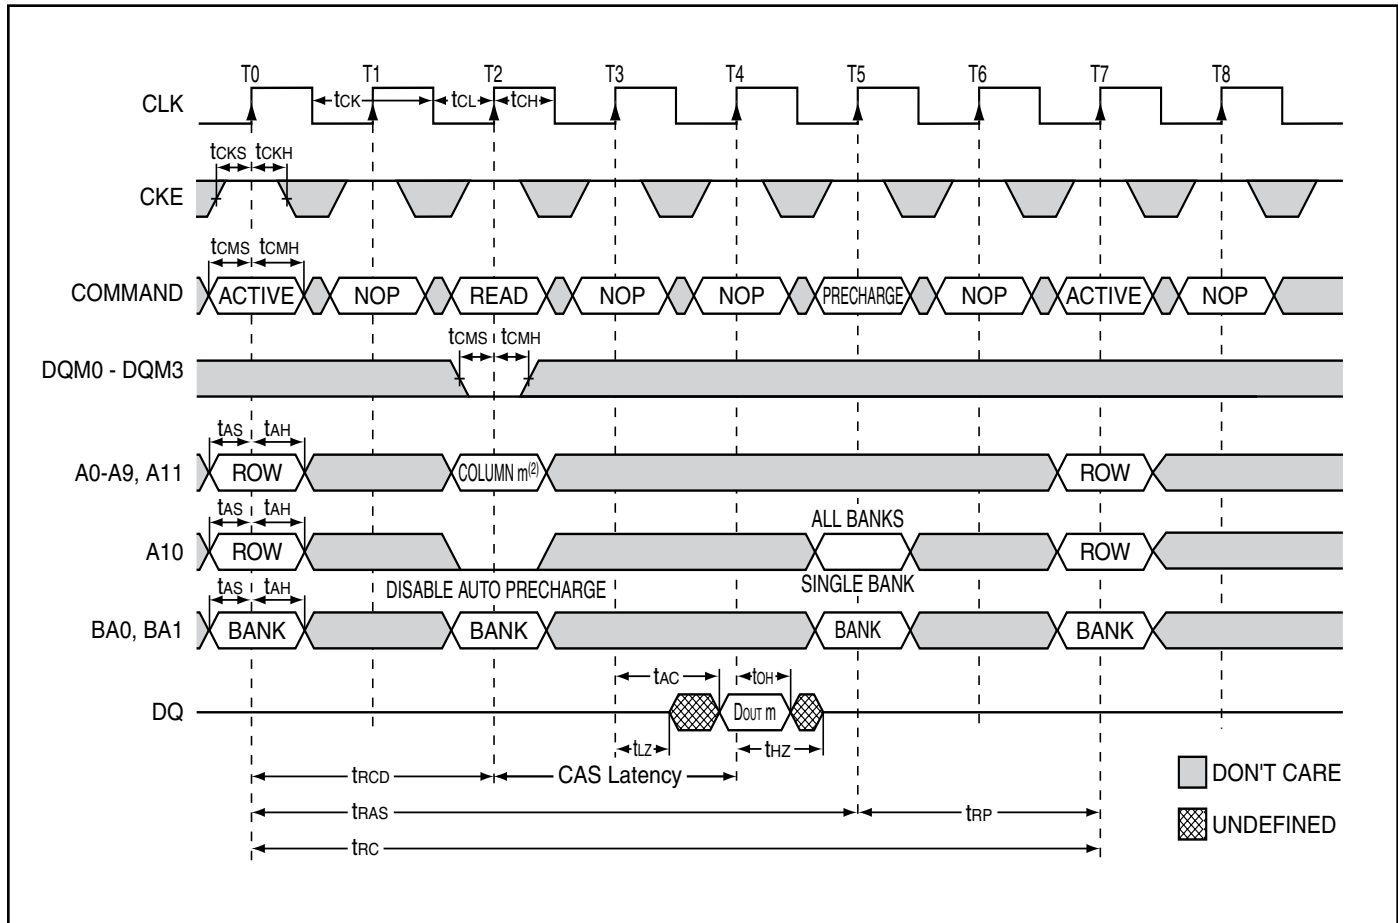 T0 T1 T2 T3 T4 T5 T6 T7 T8
CLK tCK tCL tCH
tCKS tCKH
CKE
tCMS tCMH
COMMAND ACTIVE NOP READ NOP NOP PRECHARGE NOP ACTIVE NOP
tCMS tCMH
DQM0 - DQM3
tAS tAH
A0-A9, A11 ROW COLUMN m(2) ROW
tAS tAH ALL BANKS
A10 ROW ROW
tAS tAH DISABLE AUTO PRECHARGE SINGLE BANK
BA0, BA1 BANK BANK BANK BANK
tAC tOH
DQ DOUT m
tLZ tHZ
tRCD CAS Latency DON'T CARE
tRAS tRP UNDEFINED
tRC